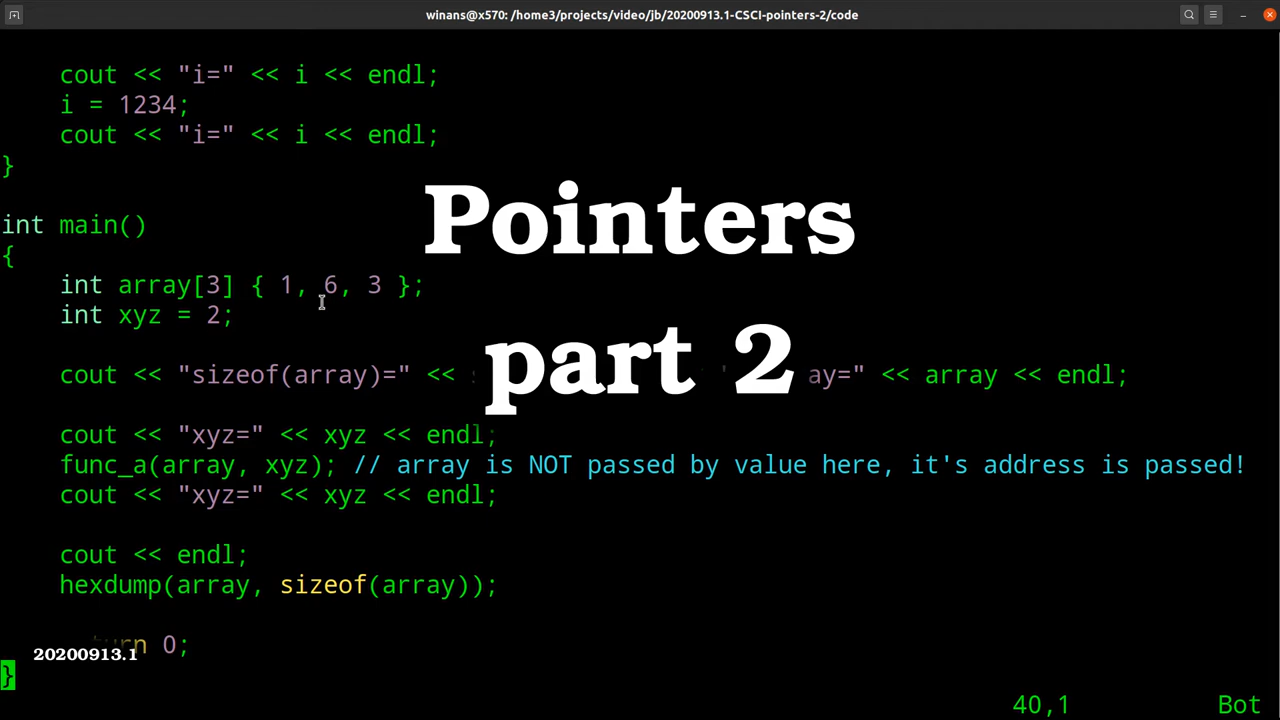 winans@x570: /home3/projects/video/jb/20200913.1-CSCI-pointers-2/code
cout << "i=" << i << endl;
i = 1234;
cout << "i=" << i << endl;
}
Pointers
int main()
{
int array[3] { 1, 6, 3 };
int xyz = 2;
part 2
cout << "sizeof(array)=" << ay=" << array << endl;
cout << "xyz=" << xyz << endl;
func_a(array, xyz); // array is NOT passed by value here, it's address is passed!
cout << "xyz=" << xyz << endl;
cout << endl;
hexdump(array, sizeof(array));
turn 0;
20200913.1
}
40,1 Bot